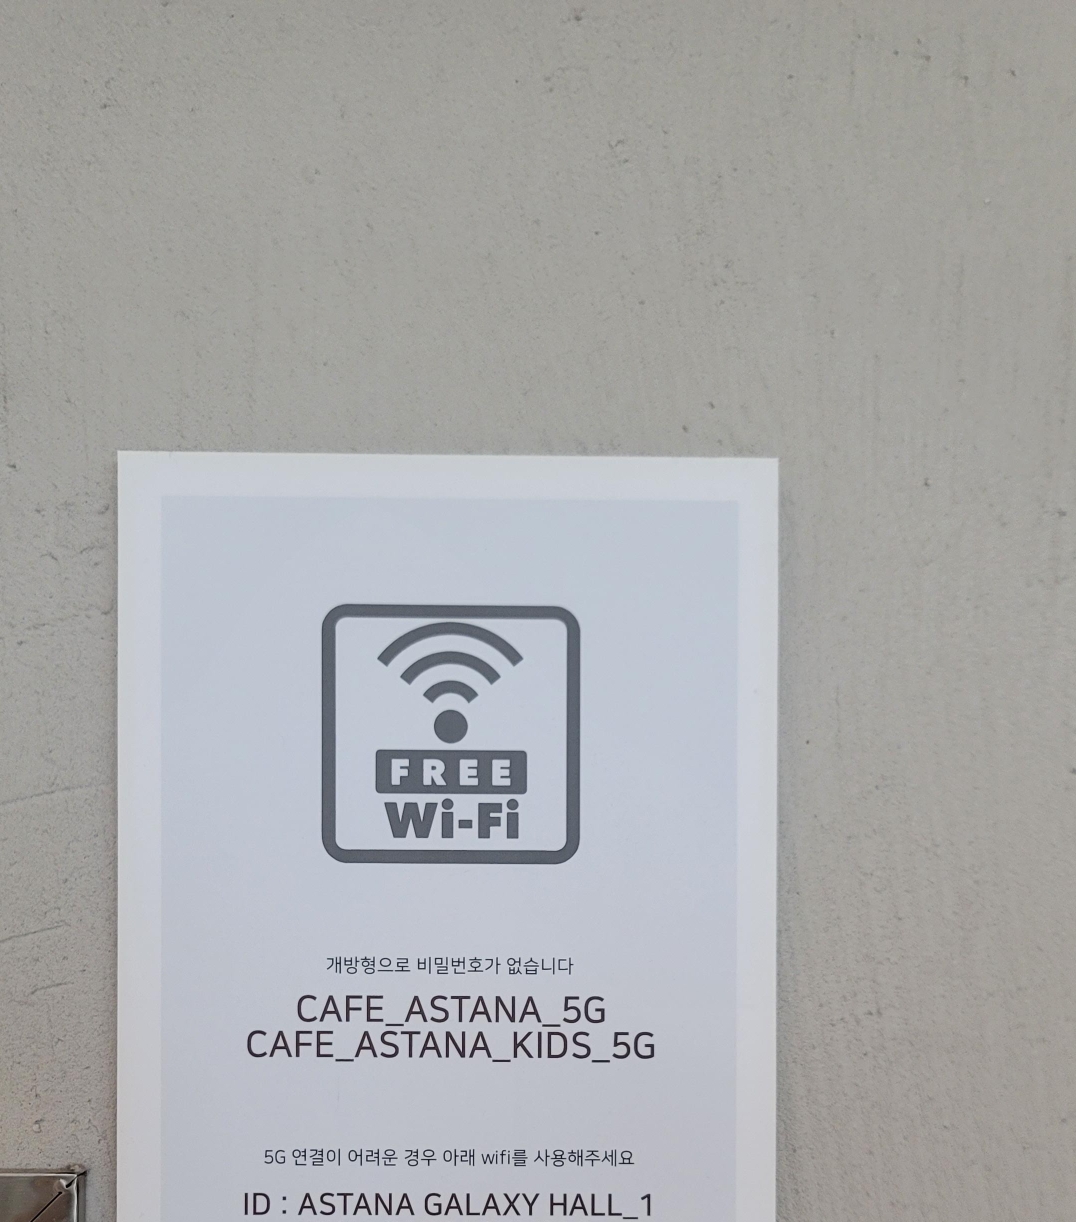 FREE
Wi-Fi
개방형으로 비밀번호가 없습니다
CAFE_ASTANA_5G
CAFE_ASTANA_KIDS_5G
5G 연결이 어려운 경우 아래 wifi를 사용해주세요
ID : ASTANA GALAXY HALL_1